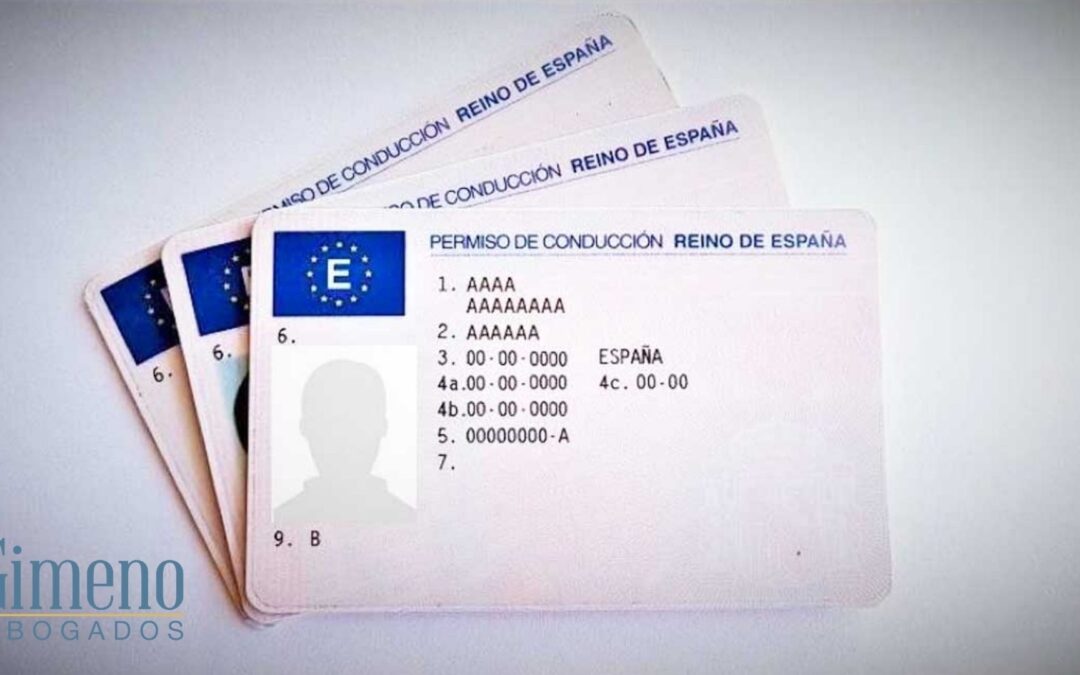 PERMISO DE CONDUCCIÓN REINO DE ESPAÑA
DE CONDUCCIÓN REINO DE ESPAÑA
6.
6.
E
PERMISO DE CONDUCCIÓN REINO DE ESPAÑA
1. AAAA
AAAAAAAA
2. AAAAAA
3. 00-00-0000 ESPAÑA
4a.00-00-0000 4c. 00-00
4b.00-00-0000
5. 00000000-A
7.
6.
9. B
Gimeno
BOGADOS